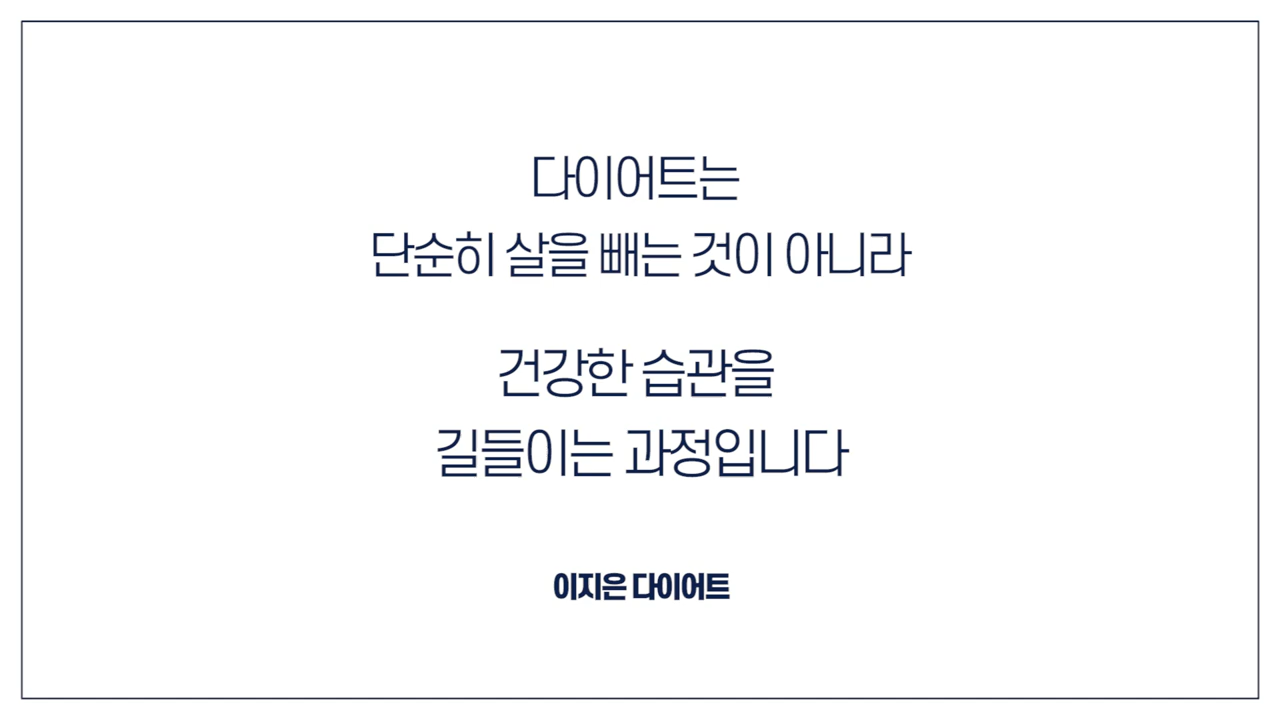 다이어트는
단순히 살을 빼는 것이 아니라
건강한 습관을
길들이는 과정입니다
이지은 다이어트